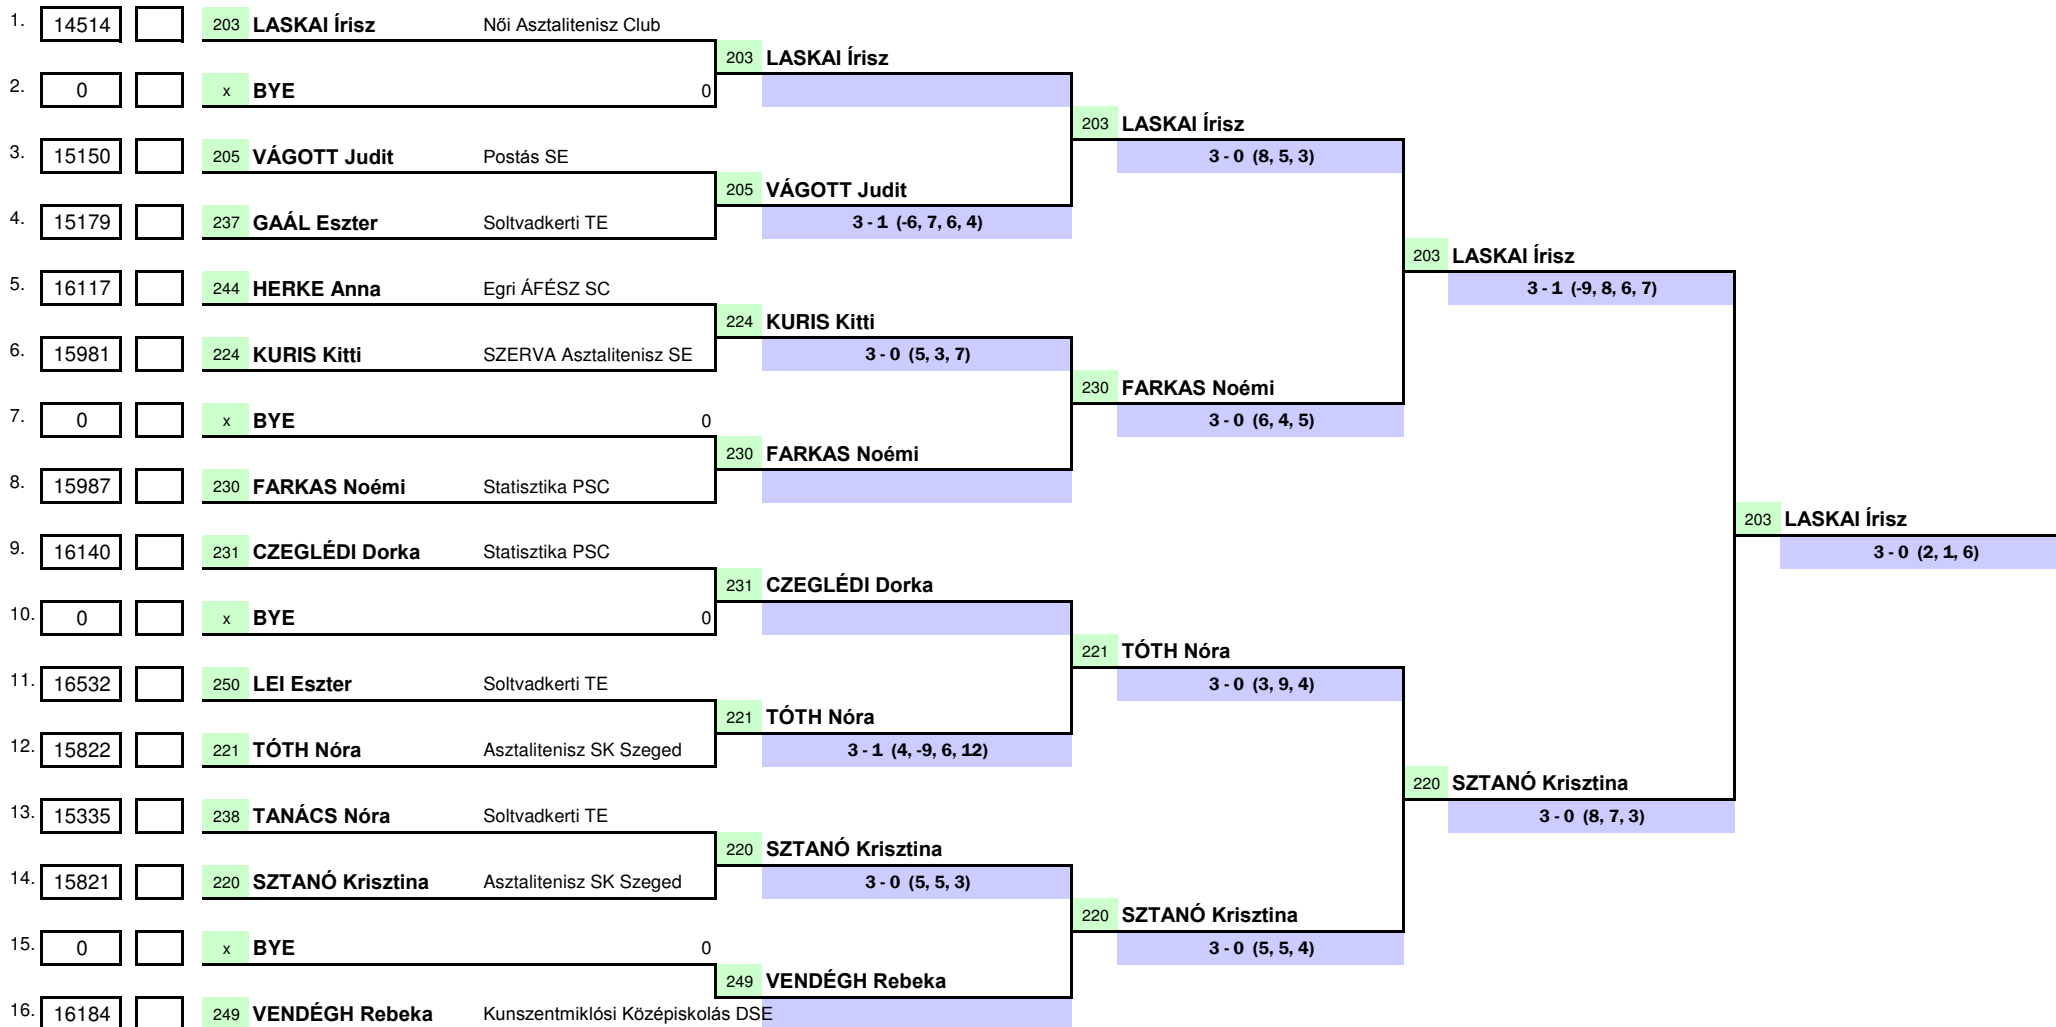 1. 14514 203 LASKAI Írisz Női Asztalitenisz Club
203 LASKAI Írisz
2. 0 x BYE 0
203 LASKAI Írisz
3. 15150 205 VÁGOTT Judit Postás SE 3 - 0 (8, 5, 3)
205 VÁGOTT Judit
4. 15179 237 GAÁL Eszter Soltvadkerti TE 3 - 1 (-6, 7, 6, 4)
203 LASKAI Írisz
5. 16117 244 HERKE Anna Egri ÁFÉSZ SC 3 - 1 (-9, 8, 6, 7)
224 KURIS Kitti
6. 15981 224 KURIS Kitti SZERVA Asztalitenisz SE 3 - 0 (5, 3, 7)
230 FARKAS Noémi
7. 0 x BYE 0 3 - 0 (6, 4, 5)
230 FARKAS Noémi
8. 15987 230 FARKAS Noémi Statisztika PSC
203 LASKAI Írisz
9. 16140 231 CZEGLÉDI Dorka Statisztika PSC 3 - 0 (2, 1, 6)
231 CZEGLÉDI Dorka
10. 0 x BYE 0
221 TÓTH Nóra
11. 16532 250 LEI Eszter Soltvadkerti TE 3 - 0 (3, 9, 4)
221 TÓTH Nóra
12. 15822 221 TÓTH Nóra Asztalitenisz SK Szeged 3 - 1 (4, -9, 6, 12)
220 SZTANÓ Krisztina
13. 15335 238 TANÁCS Nóra Soltvadkerti TE 3 - 0 (8, 7, 3)
220 SZTANÓ Krisztina
14. 15821 220 SZTANÓ Krisztina Asztalitenisz SK Szeged 3 - 0 (5, 5, 3)
220 SZTANÓ Krisztina
15. 0 x BYE 0 3 - 0 (5, 5, 4)
249 VENDÉGH Rebeka
16. 16184 249 VENDÉGH Rebeka Kunszentmiklósi Középiskolás DSE